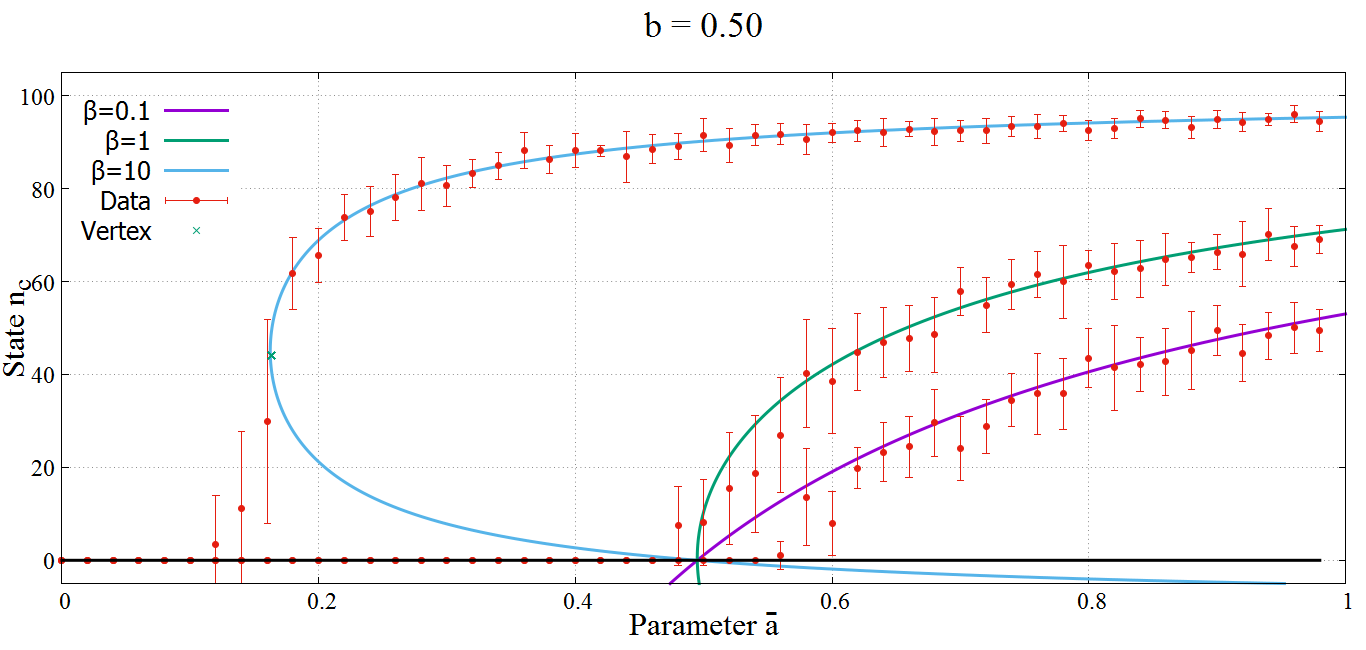 b = 0.50
100
80
60
40
20
0
State n_c
β=0.1
β=1
β=10
Data
Vertex
0 0.2 0.4 0.6 0.8 1
Parameter ā